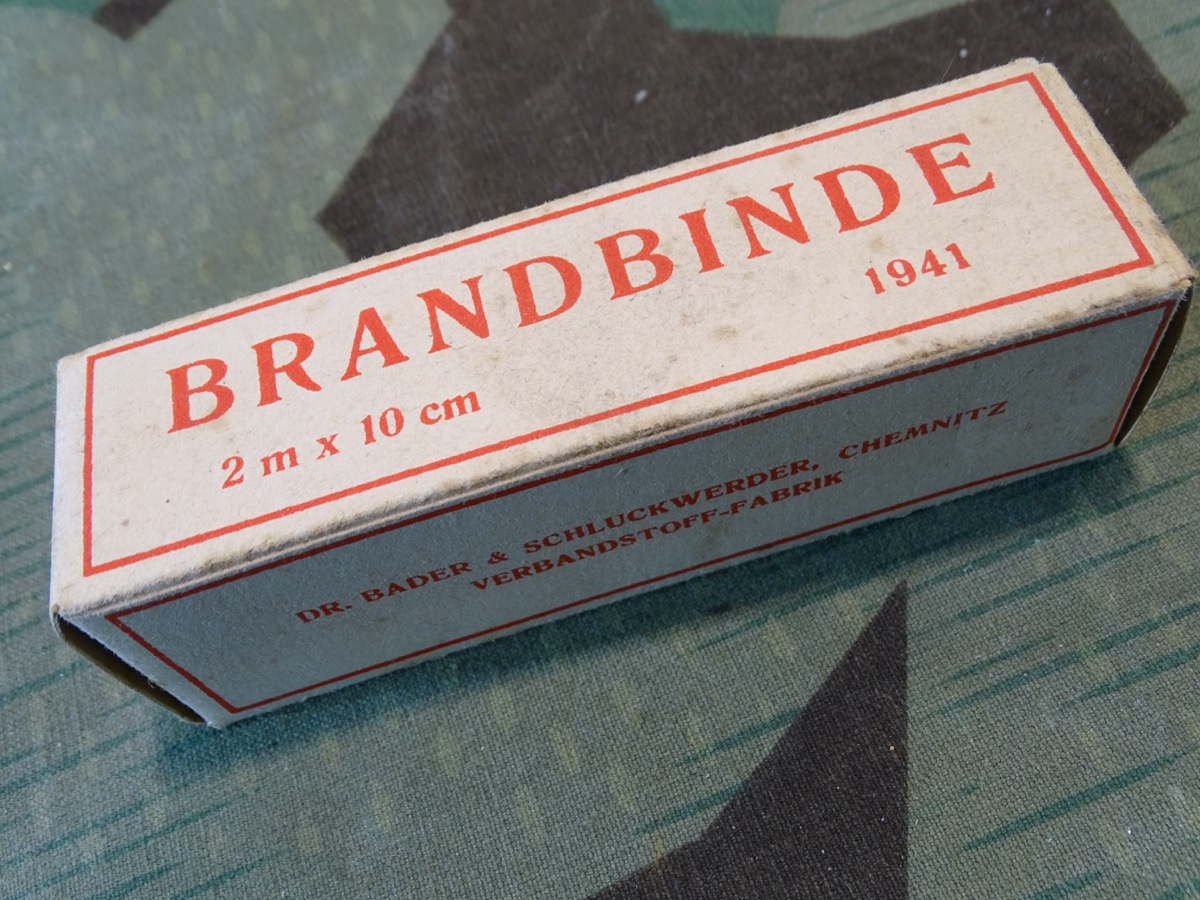 BRANDBINDE
1941
2 m x 10 cm
DR. BADER & SCHLUCKWERDER, CHEMNITZ
VERBANDSTOFF-FABRIK